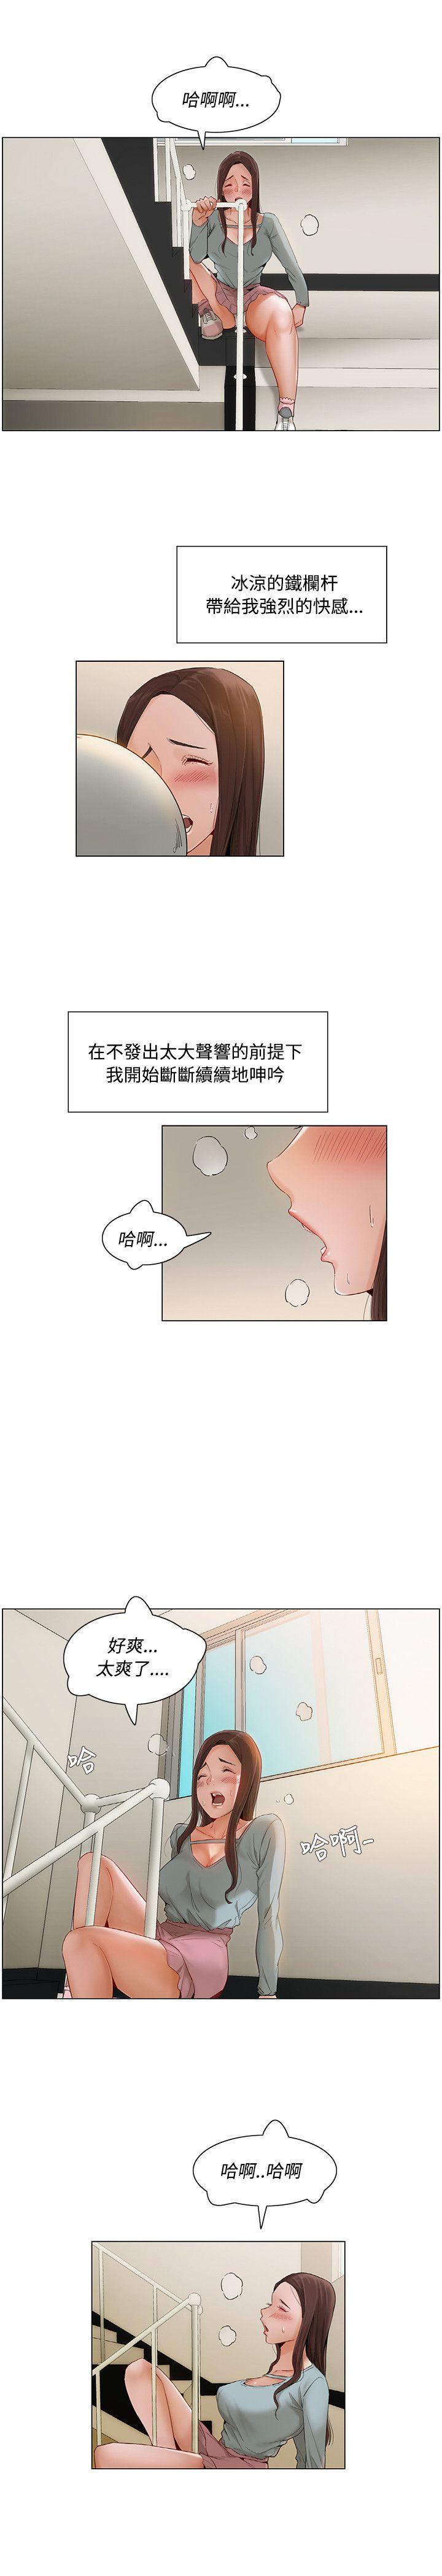 哈啊啊...
冰涼的鐵欄杆
帶給我強烈的快感...
在不發出太大聲響的前提下
我開始斷斷續續地呻吟
哈啊...
好爽...
太爽了....
哈
哈啊-
哈啊..哈啊